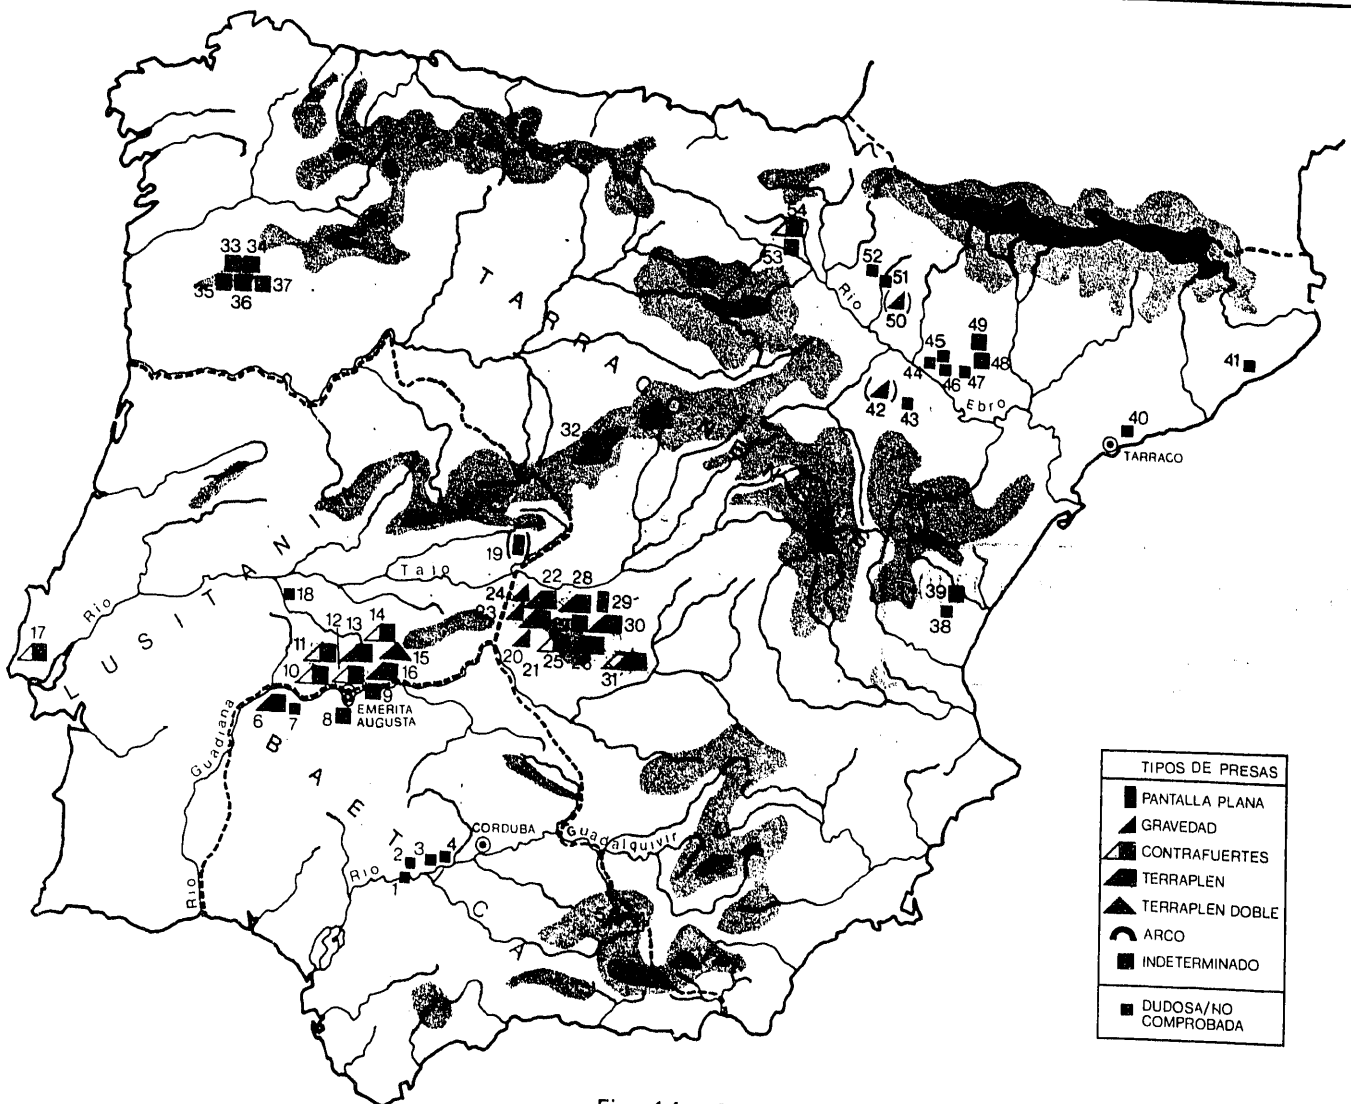 54
53
52
51
(50)
49
45
48
44
46
47
41
(42)
43
40
TARRACO
Rio
Ebro
T A R R A C O N
33 34
35 36 37
32
19
Tajo
Rio
L U S I T A N I
18
17
24 22 28
23 29
30
20 21 25 26
31
12 13 14
11 15
10 16
9
6 7 8
EMERITA
AUGUSTA
(39)
38
Guadiana
Rio
B A E T I C A
CORDUBA
Guadalquivir
Rio
2 3 4
1
TIPOS DE PRESAS
PANTALLA PLANA
GRAVEDAD
CONTRAFUERTES
TERRAPLEN
TERRAPLEN DOBLE
ARCO
INDETERMINADO
DUDOSA/NO
COMPROBADA